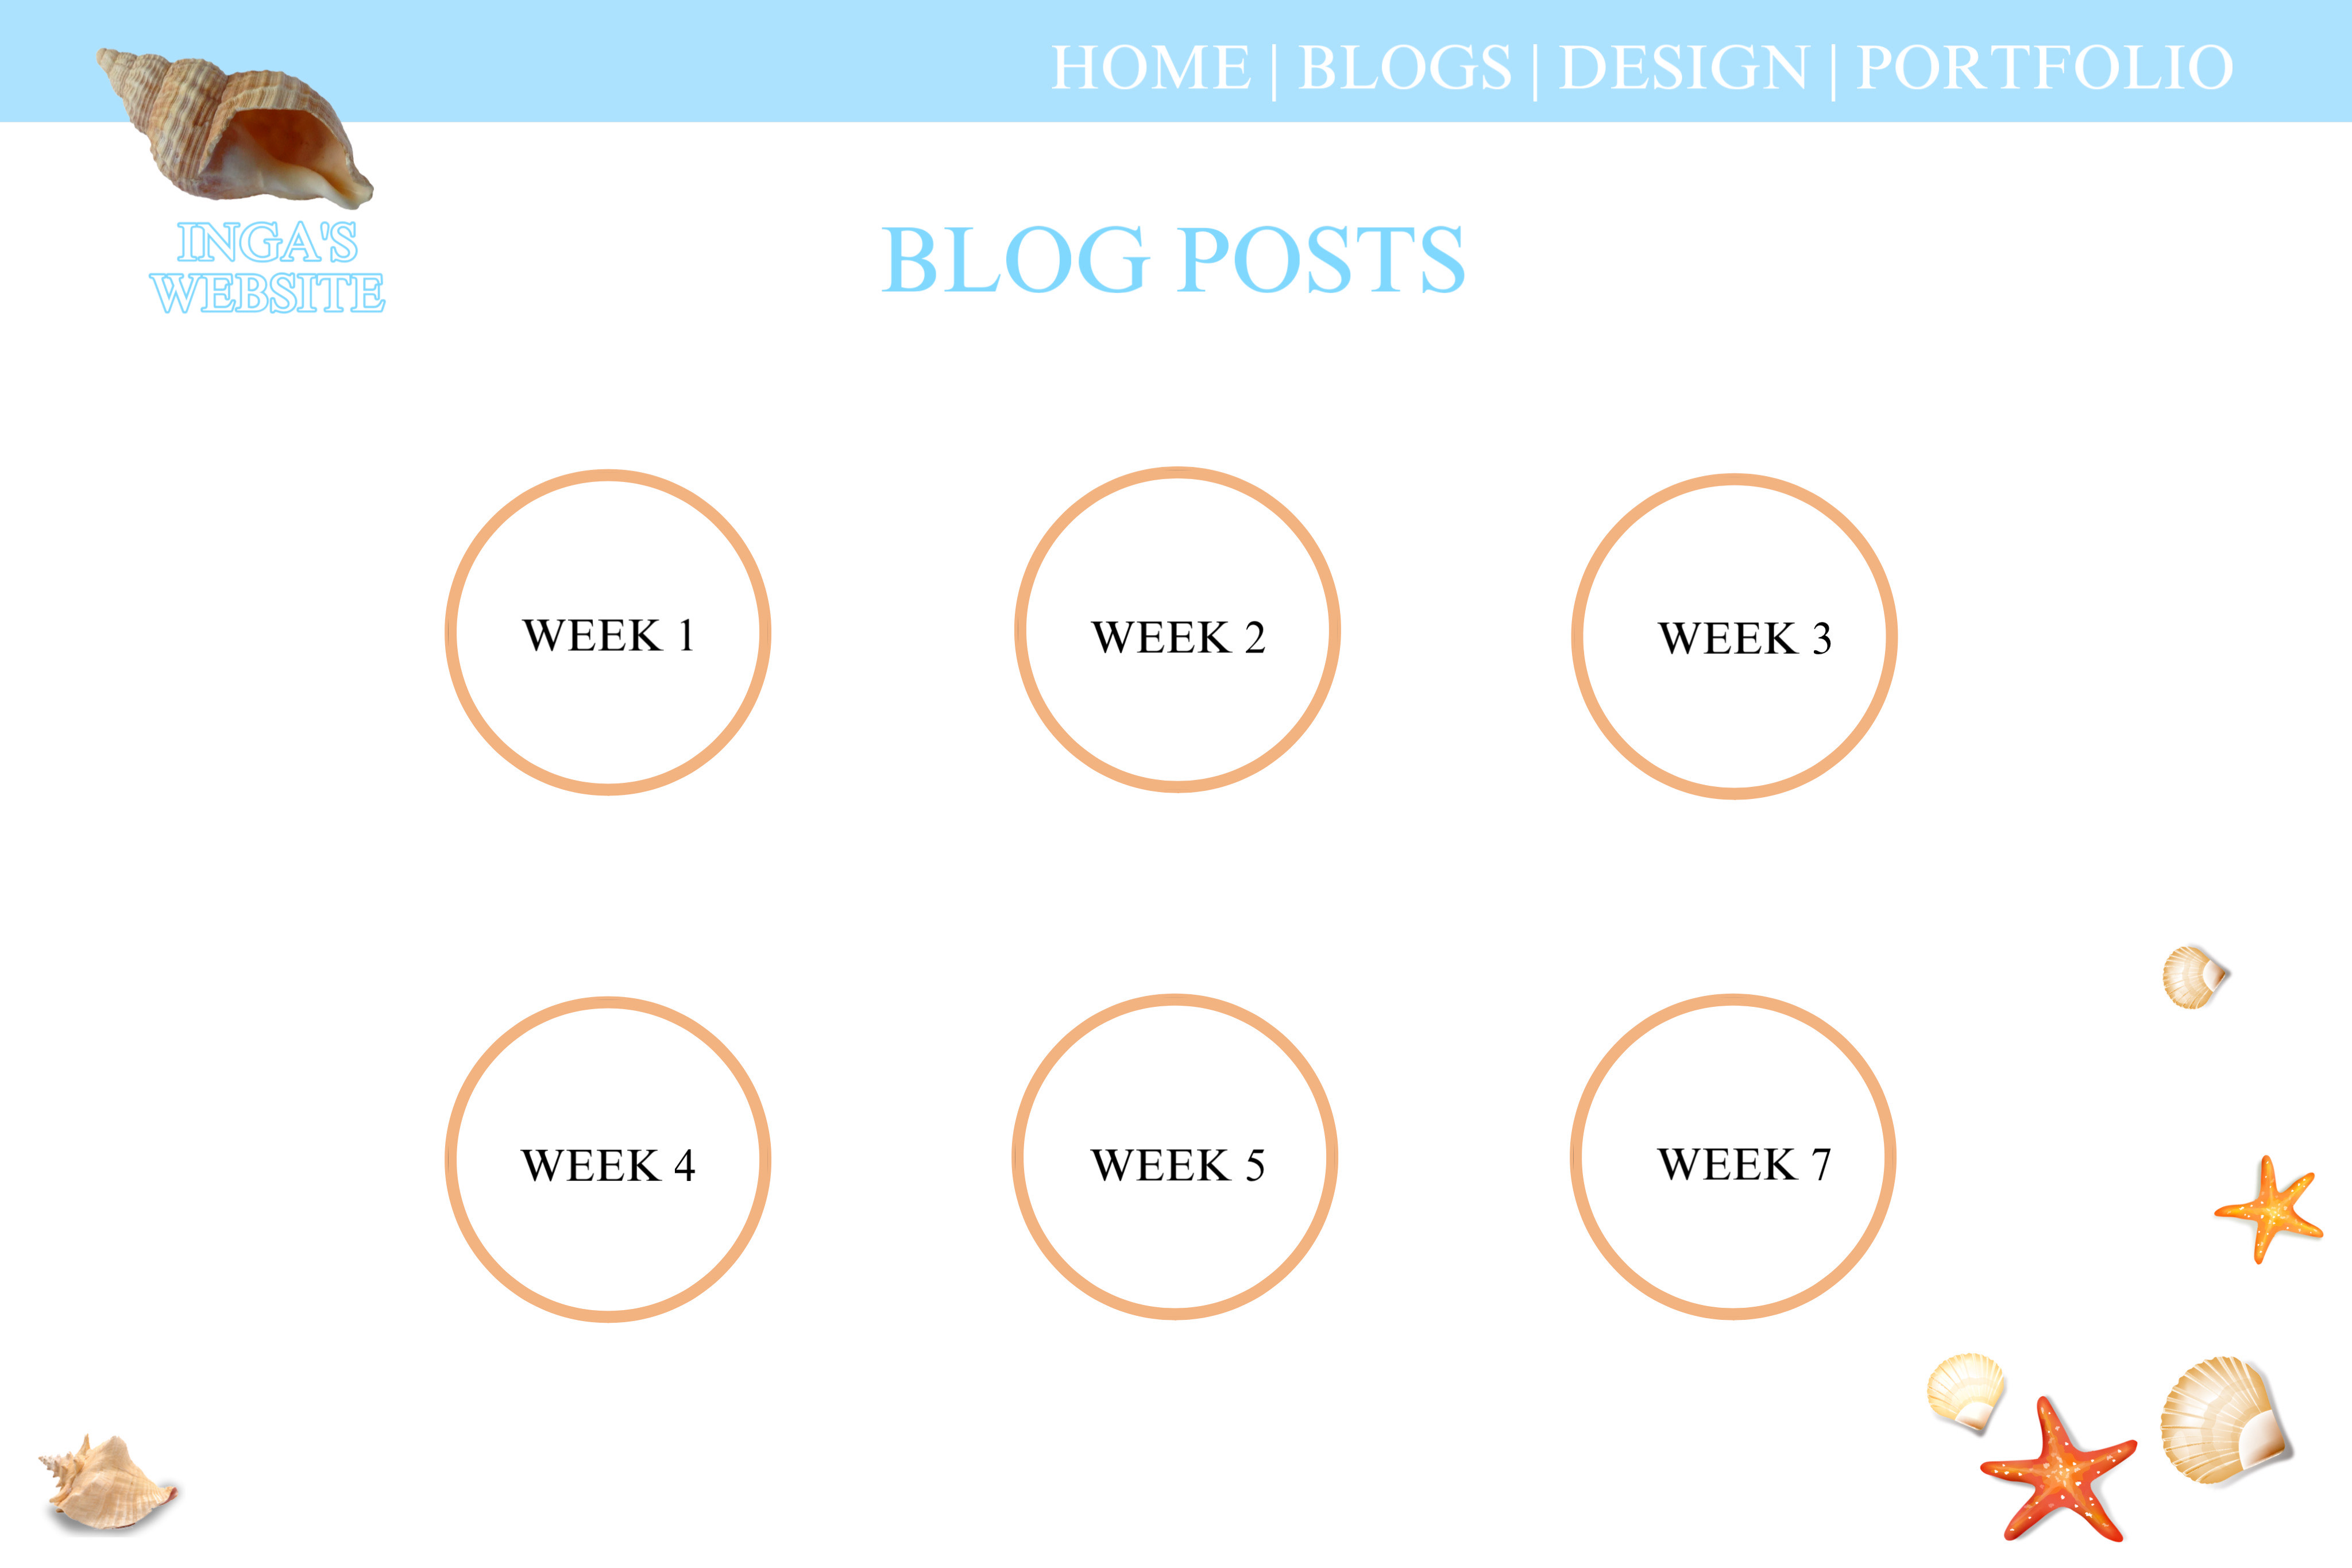 HOME | BLOGS | DESIGN | PORTFOLIO
INGA'S
WEBSITE
BLOG POSTS
WEEK 1
WEEK 2
WEEK 3
WEEK 4
WEEK 5
WEEK 7